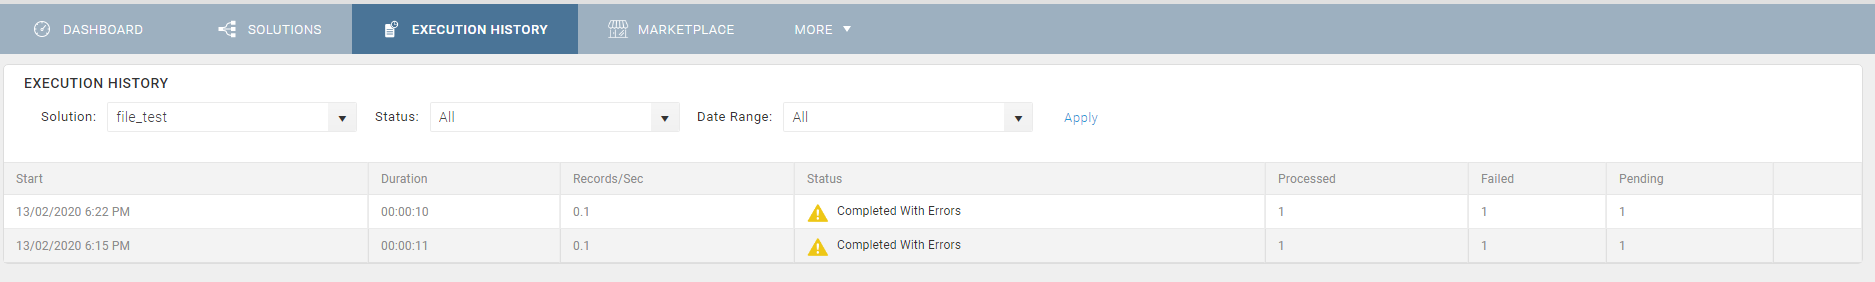 DASHBOARD SOLUTIONS EXECUTION HISTORY MARKETPLACE MORE
EXECUTION HISTORY
Solution: file_test Status: All Date Range: All Apply
Start Duration Records/Sec Status Processed Failed Pending
13/02/2020 6:22 PM 00:00:10 0.1 Completed With Errors 1 1 1
13/02/2020 6:15 PM 00:00:11 0.1 Completed With Errors 1 1 1